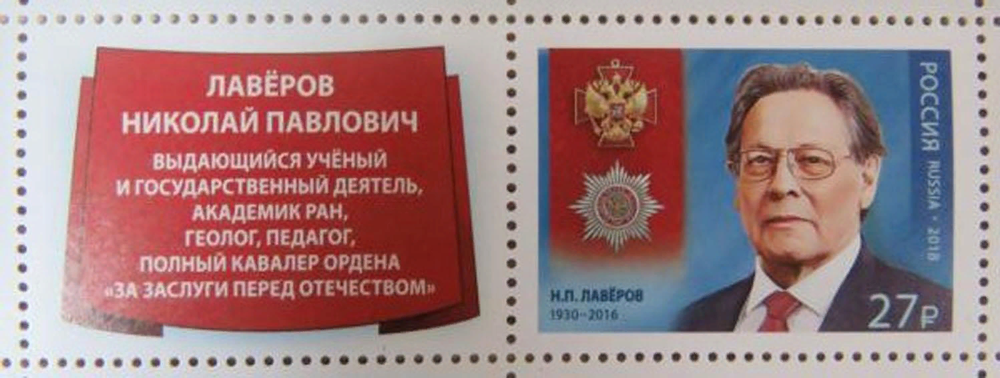 ЛАВЁРОВ
НИКОЛАЙ ПАВЛОВИЧ
ВЫДАЮЩИЙСЯ УЧЁНЫЙ
И ГОСУДАРСТВЕННЫЙ ДЕЯТЕЛЬ,
АКАДЕМИК РАН,
ГЕОЛОГ, ПЕДАГОГ,
ПОЛНЫЙ КАВАЛЕР ОРДЕНА
«ЗА ЗАСЛУГИ ПЕРЕД ОТЕЧЕСТВОМ»
РОССИЯ RUSSIA • 2018
Н.П. ЛАВЁРОВ
1930–2016
27₽